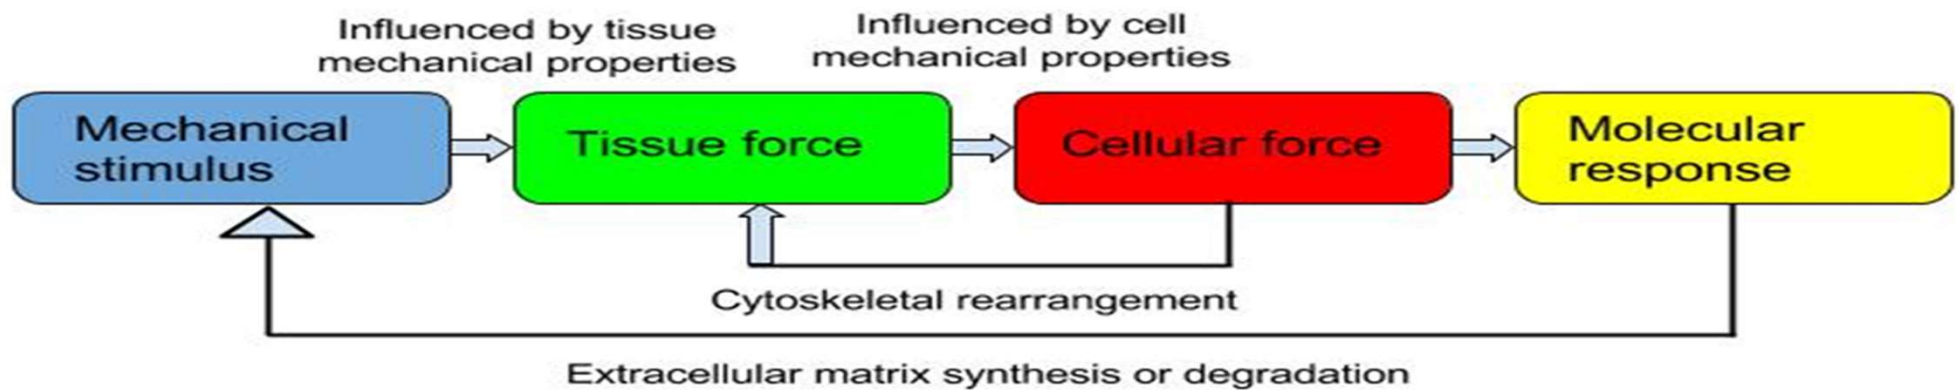 Influenced by tissue
mechanical properties
Influenced by cell
mechanical properties
Mechanical
stimulus
Tissue force
Cellular force
Molecular
response
Cytoskeletal rearrangement
Extracellular matrix synthesis or degradation